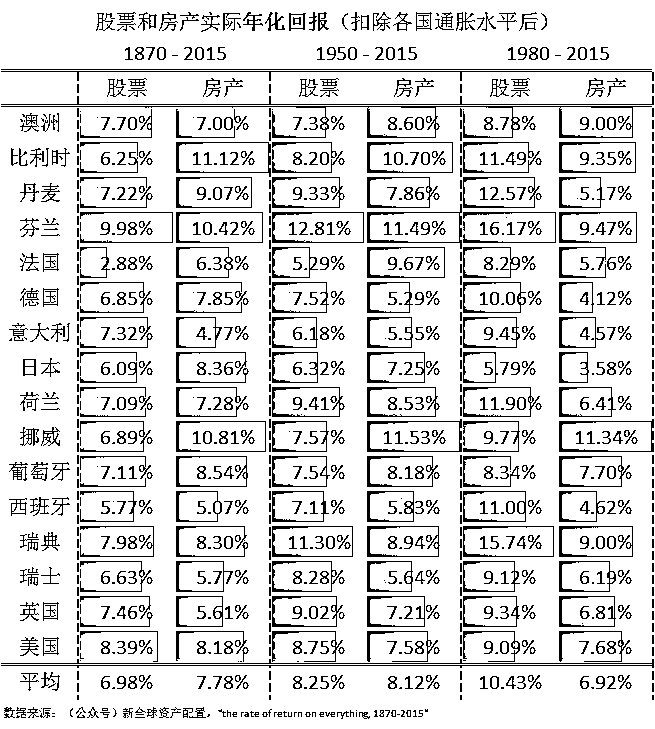 股票和房产实际年化回报（扣除各国通胀水平后）
1870 - 2015 1950 - 2015 1980 - 2015
股票 房产 股票 房产 股票 房产
澳洲 7.70% 7.00% 7.38% 8.60% 8.78% 9.00%
比利时 6.25% 11.12% 8.20% 10.70% 11.49% 9.35%
丹麦 7.22% 9.07% 9.33% 7.86% 12.57% 5.17%
芬兰 9.98% 10.42% 12.81% 11.49% 16.17% 9.47%
法国 2.88% 6.38% 5.29% 9.67% 8.29% 5.76%
德国 6.85% 7.85% 7.52% 5.29% 10.06% 4.12%
意大利 7.32% 4.77% 6.18% 5.55% 9.45% 4.57%
日本 6.09% 8.36% 6.32% 7.25% 5.79% 3.58%
荷兰 7.09% 7.28% 9.41% 8.53% 11.90% 6.41%
挪威 6.89% 10.81% 7.57% 11.53% 9.77% 11.34%
葡萄牙 7.11% 8.54% 7.54% 8.18% 8.34% 7.70%
西班牙 5.77% 5.07% 7.11% 5.83% 11.00% 4.62%
瑞典 7.98% 8.30% 11.30% 8.94% 15.74% 9.00%
瑞士 6.63% 5.77% 8.28% 5.64% 9.12% 6.19%
英国 7.46% 5.61% 9.02% 7.21% 9.34% 6.81%
美国 8.39% 8.18% 8.75% 7.58% 9.09% 7.68%
平均 6.98% 7.78% 8.25% 8.12% 10.43% 6.92%
数据来源：（公众号）新全球资产配置，"the rate of return on everything, 1870-2015"